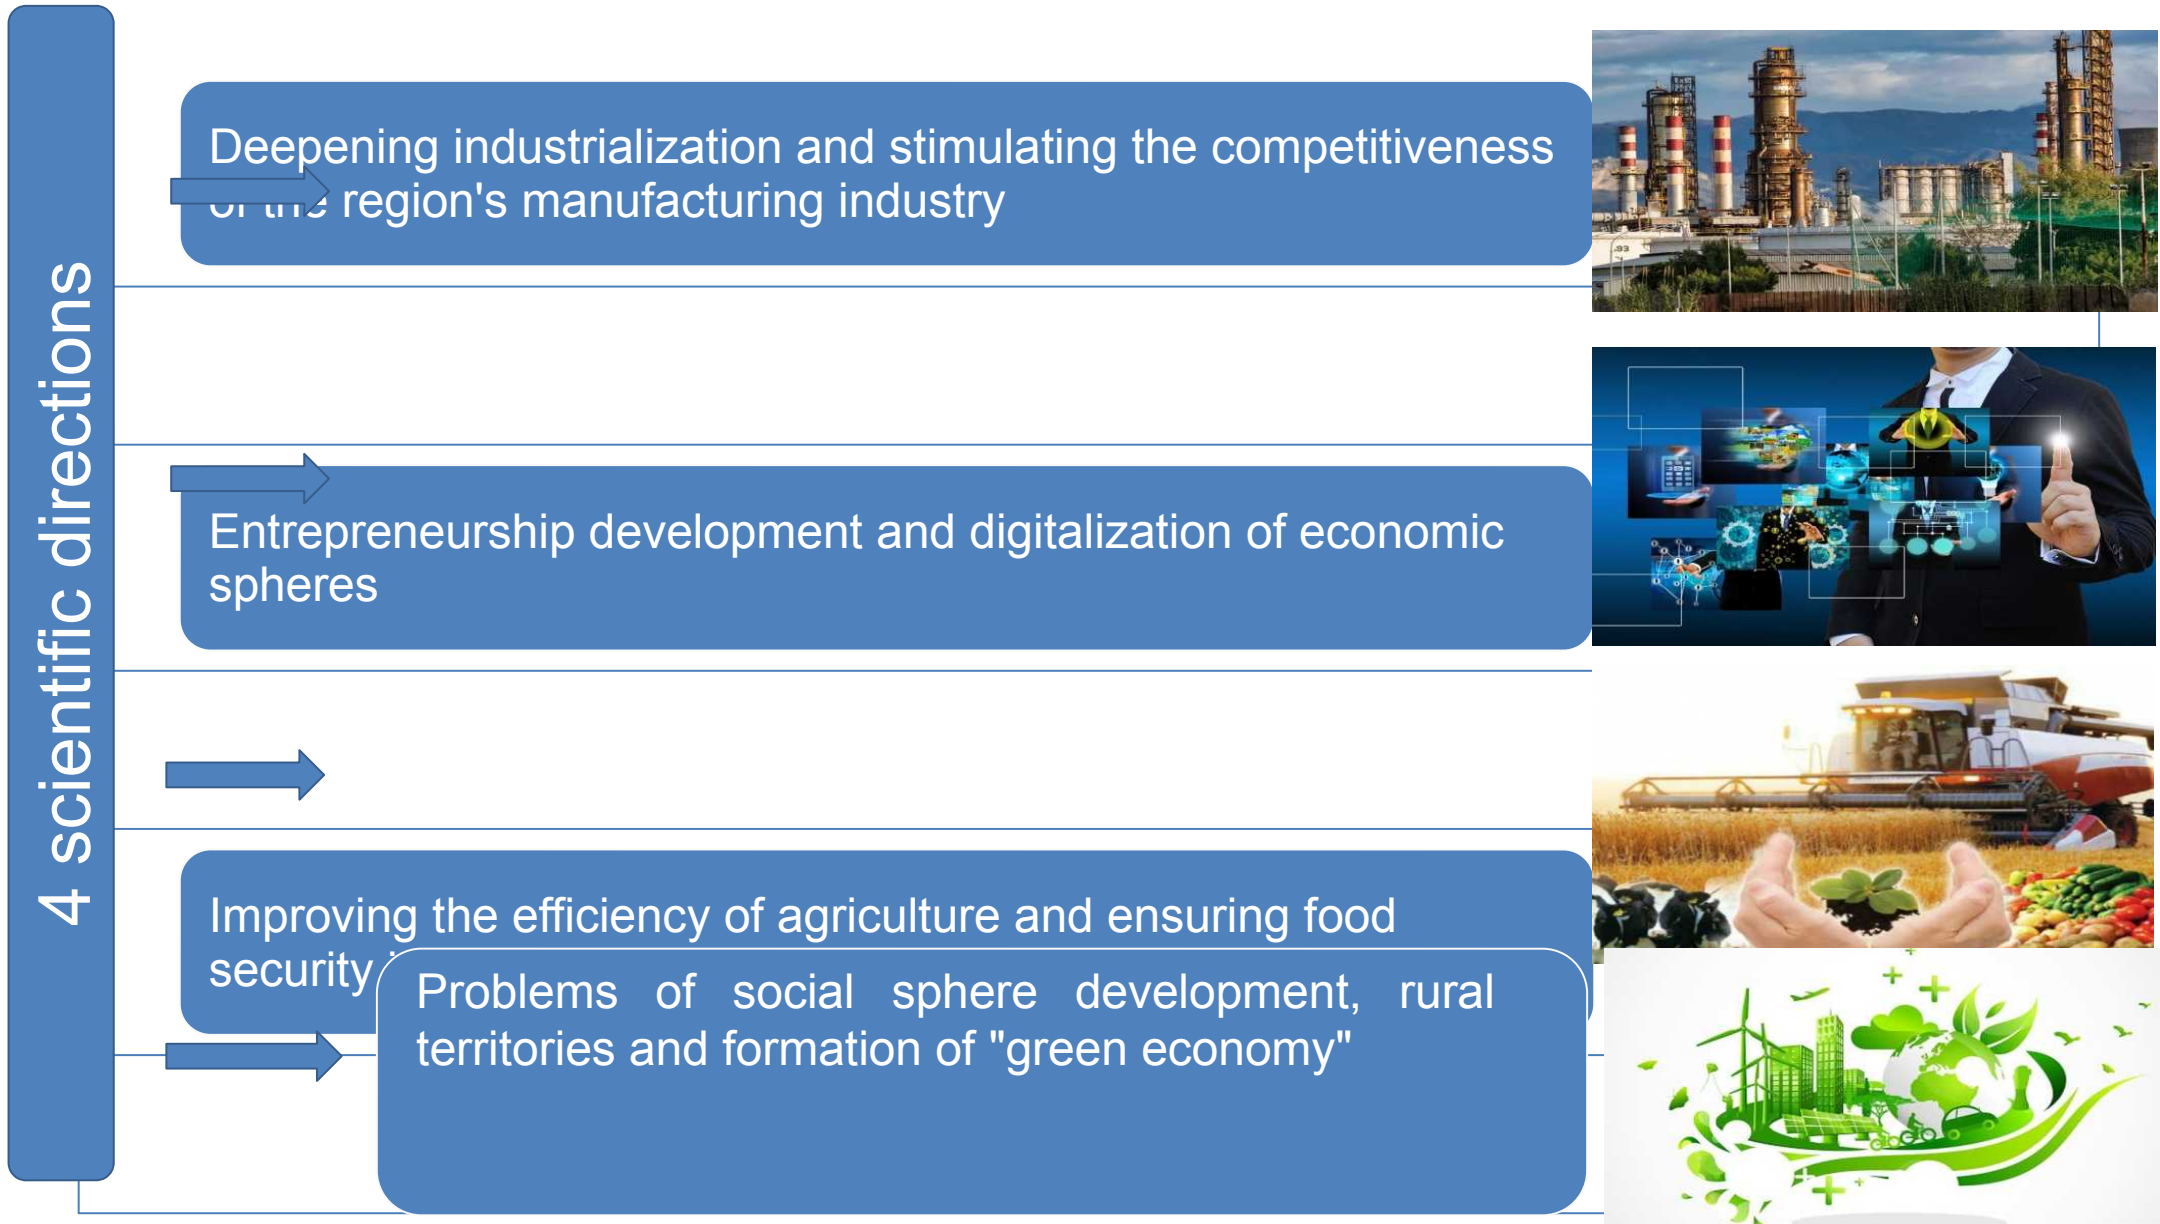 4 scientific directions
Deepening industrialization and stimulating the competitiveness
of the region's manufacturing industry
Entrepreneurship development and digitalization of economic
spheres
Improving the efficiency of agriculture and ensuring food
security
Problems of social sphere development, rural
territories and formation of "green economy"